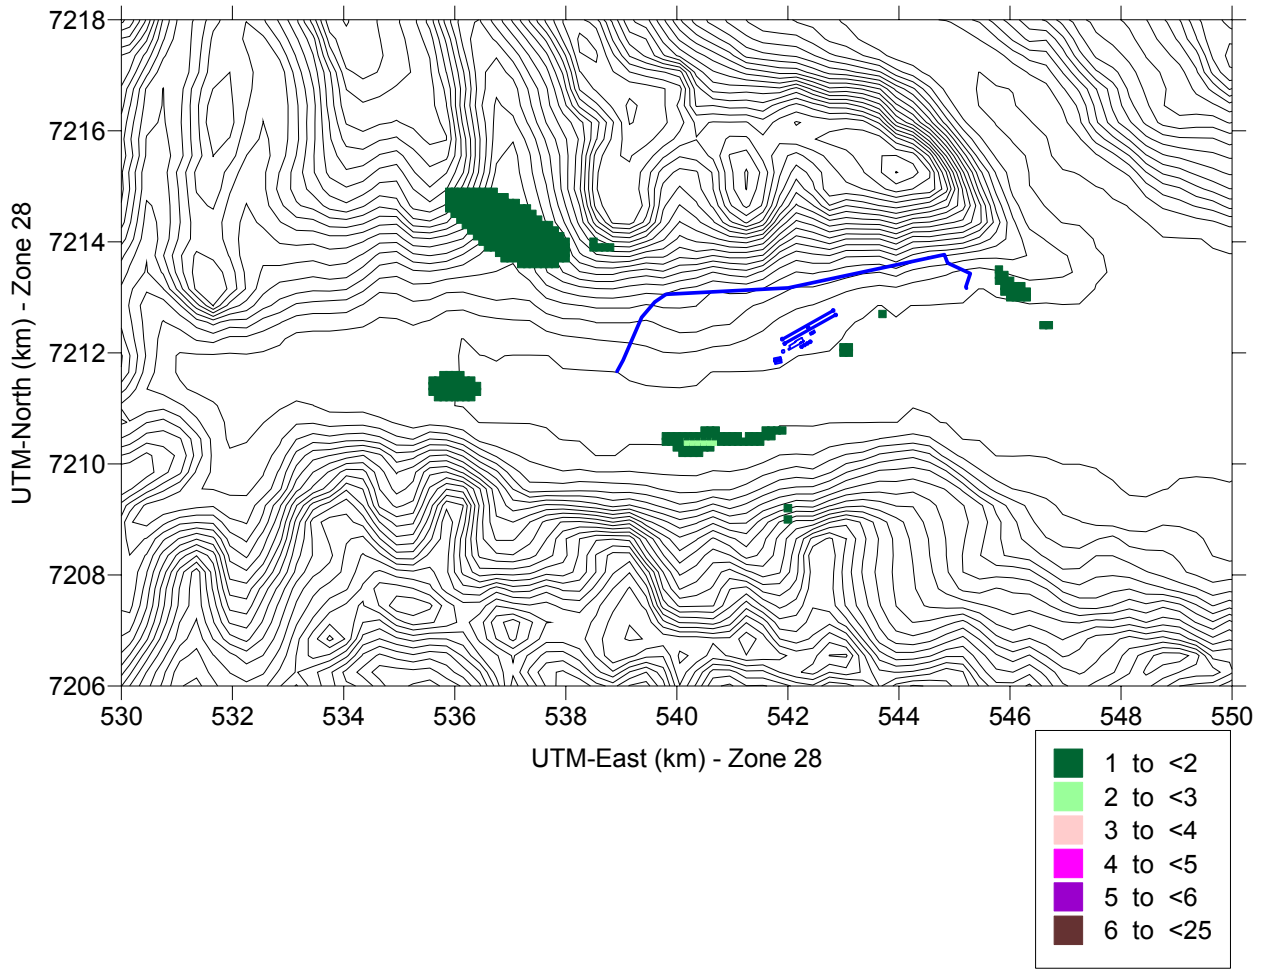 7218
7216
7214
7212
7210
7208
7206
UTM-North (km) - Zone 28
530 532 534 536 538 540 542 544 546 548 550
UTM-East (km) - Zone 28
1 to <2
2 to <3
3 to <4
4 to <5
5 to <6
6 to <25